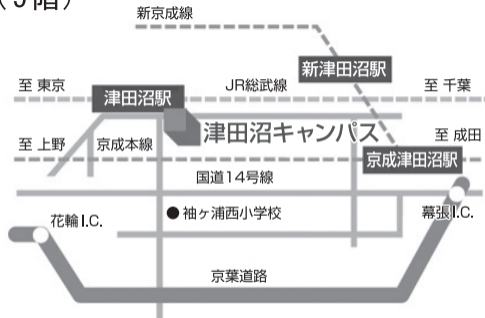 (9階)
新京成線
新津田沼駅
至 東京
津田沼駅
JR総武線
至 千葉
津田沼キャンパス
至 上野
京成本線
至 成田
京成津田沼駅
国道14号線
花輪I.C.
● 袖ヶ浦西小学校
幕張I.C.
京葉道路